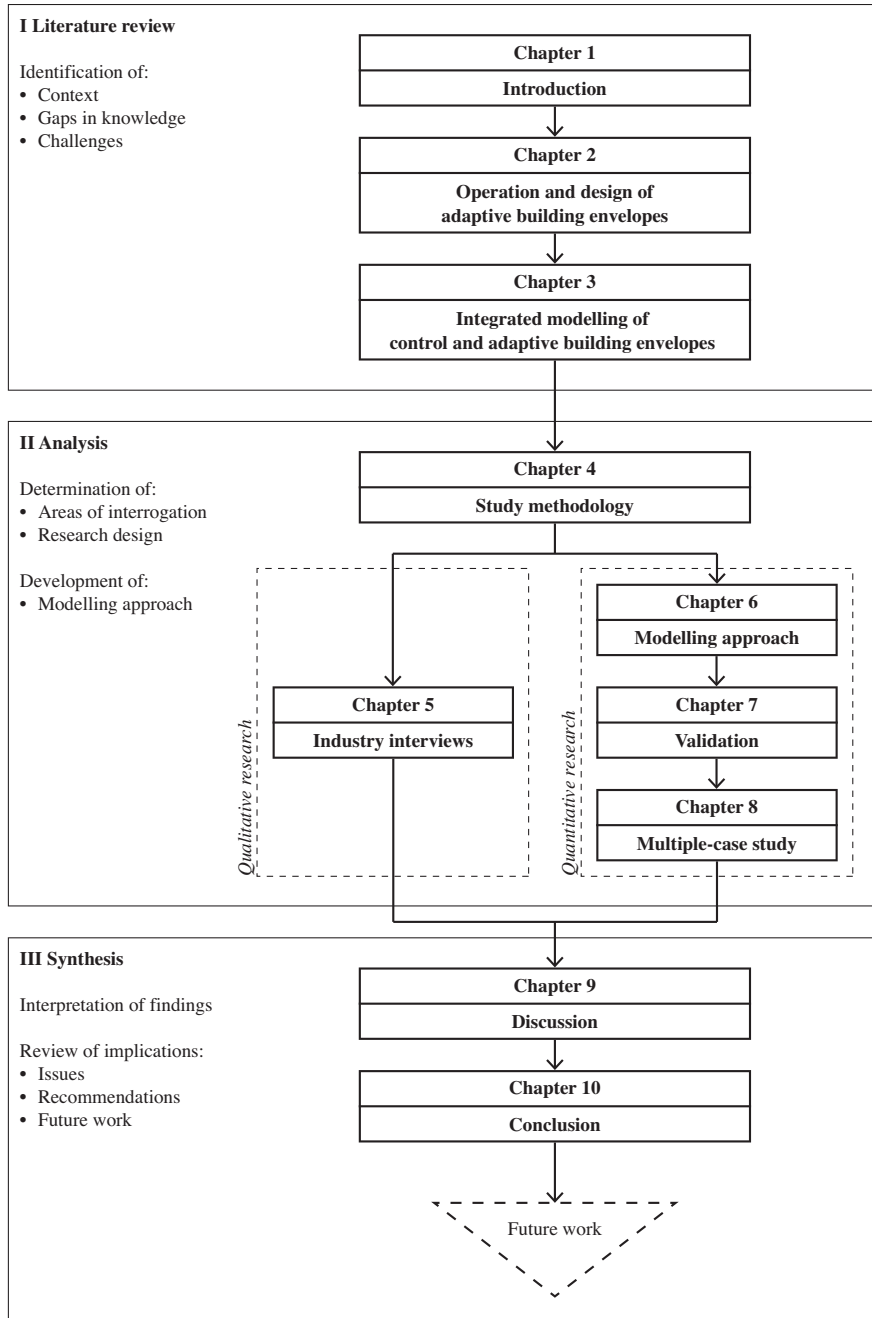 I Literature review
Identification of:
• Context
• Gaps in knowledge
• Challenges
Chapter 1
Introduction
Chapter 2
Operation and design of
adaptive building envelopes
Chapter 3
Integrated modelling of
control and adaptive building envelopes
II Analysis
Determination of:
• Areas of interrogation
• Research design
Development of:
• Modelling approach
Chapter 4
Study methodology
Qualitative research
Chapter 5
Industry interviews
Quantitative research
Chapter 6
Modelling approach
Chapter 7
Validation
Chapter 8
Multiple-case study
III Synthesis
Interpretation of findings
Review of implications:
• Issues
• Recommendations
• Future work
Chapter 9
Discussion
Chapter 10
Conclusion
Future work